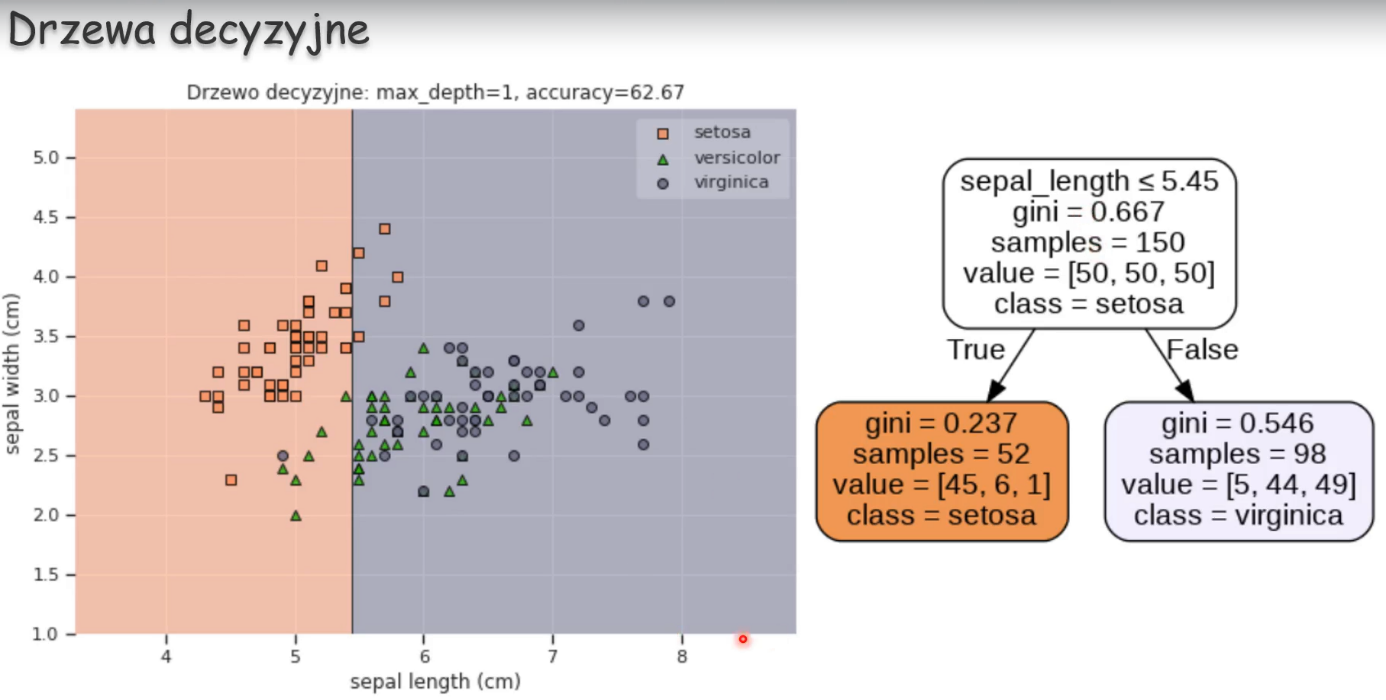 Drzewa decyzyjne
Drzewo decyzyjne: max_depth=1, accuracy=62.67
setosa
versicolor
virginica
5.0
4.5
4.0
3.5
3.0
2.5
2.0
1.5
1.0
sepal width (cm)
4 5 6 7 8
sepal length (cm)
sepal_length ≤ 5.45
gini = 0.667
samples = 150
value = [50, 50, 50]
class = setosa
True
False
gini = 0.237
samples = 52
value = [45, 6, 1]
class = setosa
gini = 0.546
samples = 98
value = [5, 44, 49]
class = virginica